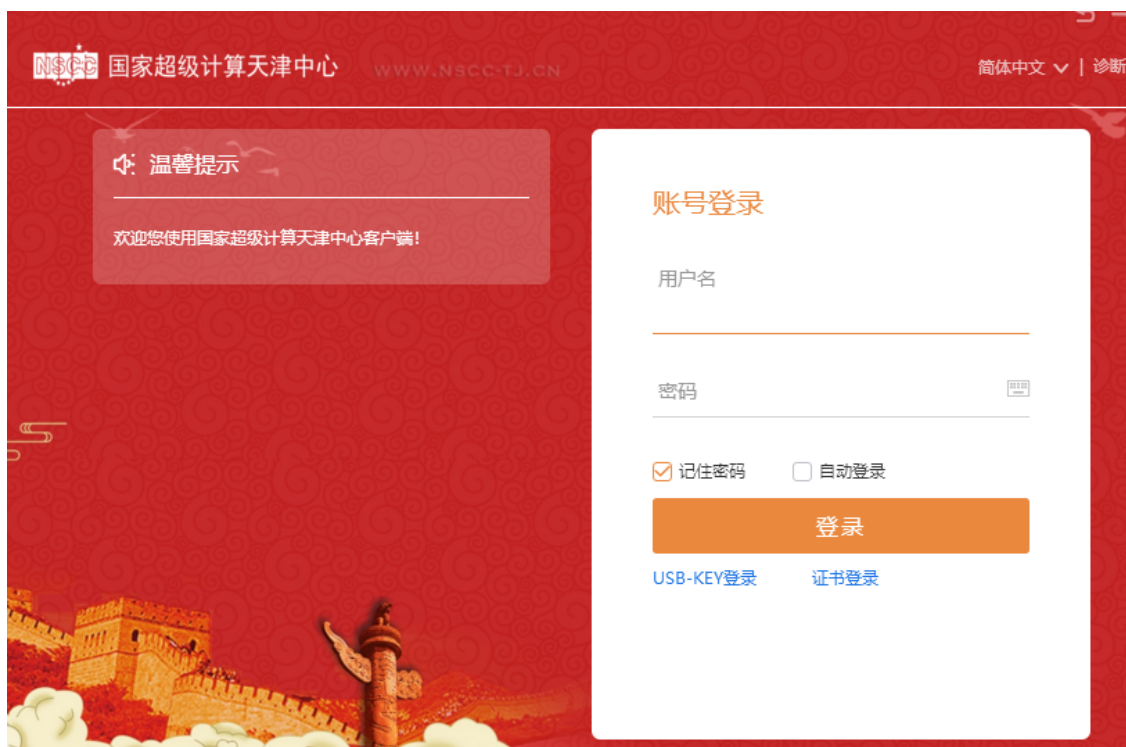 NSCC 国家超级计算天津中心 WWW.NSCC-TJ.CN
简体中文 | 诊断
温馨提示
欢迎您使用国家超级计算天津中心客户端!
账号登录
用户名
密码
记住密码 自动登录
登录
USB-KEY登录 证书登录